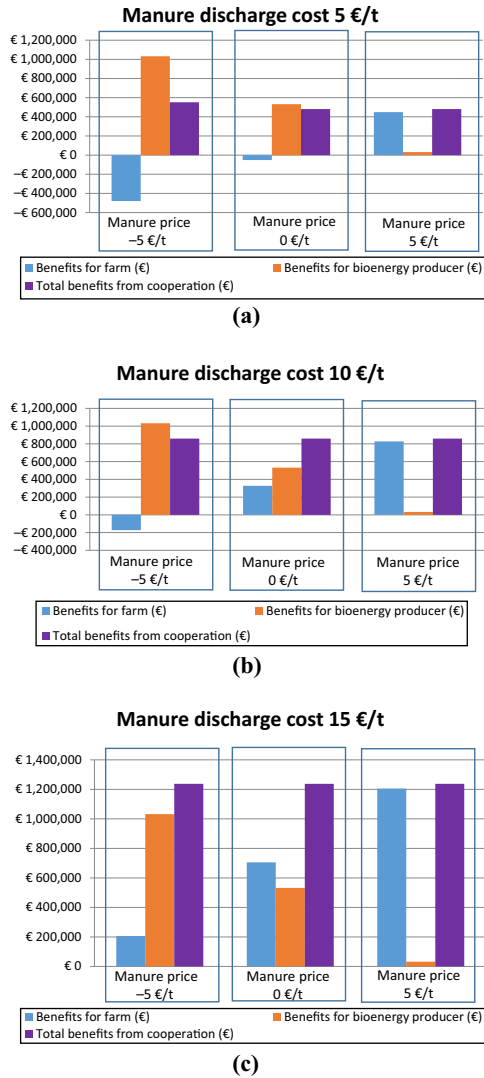 Manure discharge cost 5 €/t
€ 1,200,000
€ 1,000,000
€ 800,000
€ 600,000
€ 400,000
€ 200,000
€ 0
−€ 200,000
−€ 400,000
−€ 600,000
Manure price Manure price Manure price
−5 €/t 0 €/t 5 €/t
Benefits for farm (€) Benefits for bioenergy producer (€)
Total benefits from cooperation (€)
(a)
Manure discharge cost 10 €/t
€ 1,200,000
€ 1,000,000
€ 800,000
€ 600,000
€ 400,000
€ 200,000
€ 0
−€ 200,000
−€ 400,000
Manure price Manure price Manure price
−5 €/t 0 €/t 5 €/t
Benefits for farm (€) Benefits for bioenergy producer (€)
Total benefits from cooperation (€)
(b)
Manure discharge cost 15 €/t
€ 1,400,000
€ 1,200,000
€ 1,000,000
€ 800,000
€ 600,000
€ 400,000
€ 200,000
€ 0
Manure price Manure price Manure price
−5 €/t 0 €/t 5 €/t
Benefits for farm (€) Benefits for bioenergy producer (€)
Total benefits from cooperation (€)
(c)